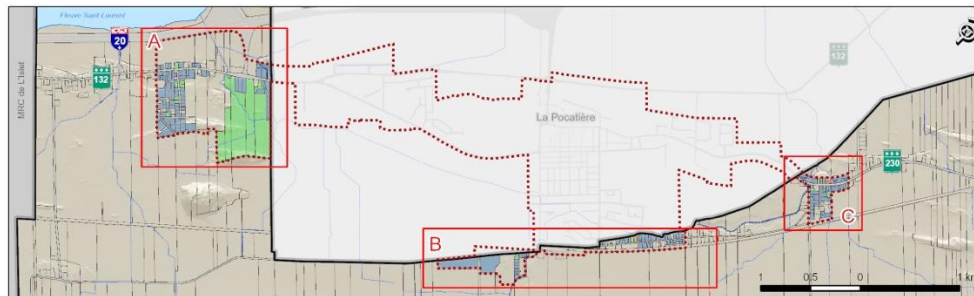 Fleuve Saint-Laurent
20
A
132
132
MRC de L'Islet
La Pocatière
230
C
B
1 0.5 0 1 km